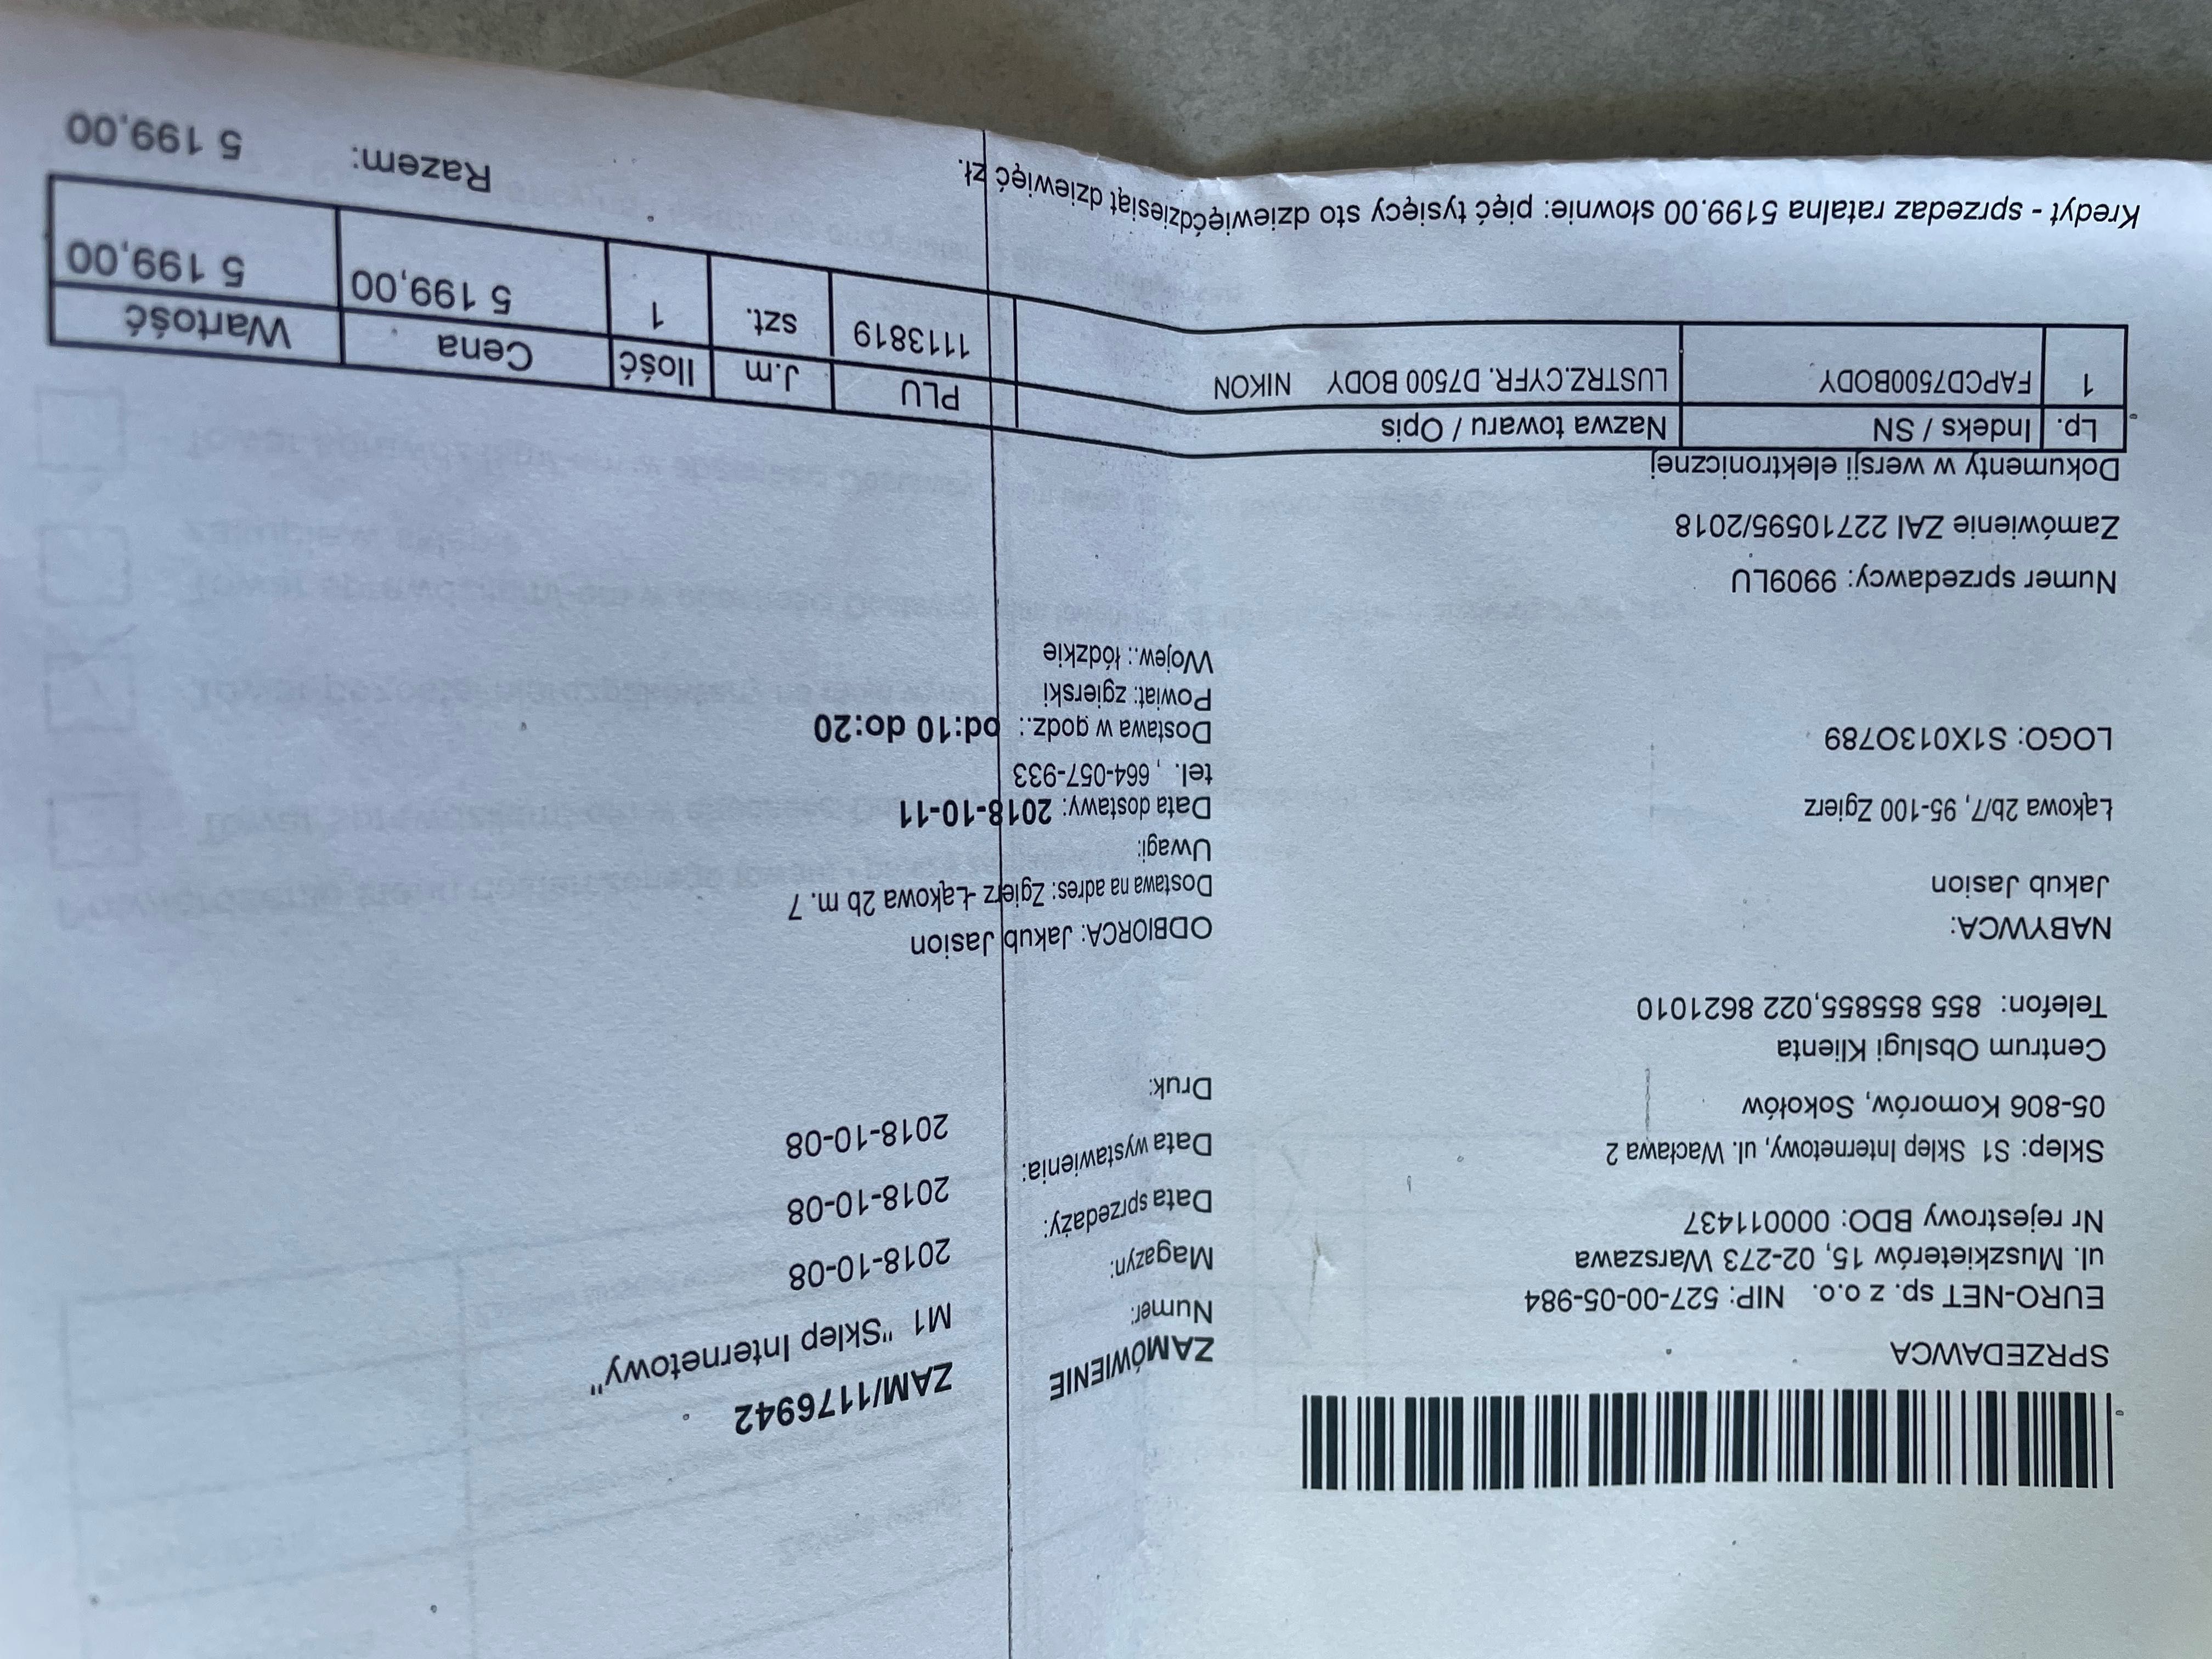 SPRZEDAWCA
EURO-NET sp. z o.o. NIP: 527-00-05-984
ul. Muszkieterów 15, 02-273 Warszawa
Nr rejestrowy BDO: 000011437
Sklep: S1 Sklep Internetowy, ul. Wacława 2
05-806 Komorów, Sokołów
Centrum Obslugi Klienta
Telefon: 855 855855,022 8621010
NABYWCA:
Jakub Jasion
Łąkowa 2b/7, 95-100 Zgierz
LOGO: S1X013O789
Numer sprzedawcy: 9909LU
Zamówienie ZAI 22710595/2018
Dokumenty w wersji elektronicznej
ZAMÓWIENIE
Numer: ZAM/1176942
Magazyn: M1 "Sklep Internetowy"
Data sprzedaży: 2018-10-08
Data wystawienia: 2018-10-08
Druk: 2018-10-08
ODBIORCA: Jakub Jasion
Dostawa na adres: Zgierz -Łąkowa 2b m. 7
Uwagi:
Data dostawy: 2018-10-11
tel. , 664-057-933
Dostawa w godz.: od:10 do:20
Powiat: zgierski
Wojew.: łódzkie
Lp. Indeks / SN Nazwa towaru / Opis PLU J.m Ilość Cena Wartość
1 FAPCD7500BODY LUSTRZ.CYFR. D7500 BODY NIKON 1113819 szt. 1 5 199,00 5 199,00
Razem: 5 199,00
Kredyt - sprzedaz ratalna 5199.00 słownie: pięć tysięcy sto dziewięćdziesiąt dziewięć zł.